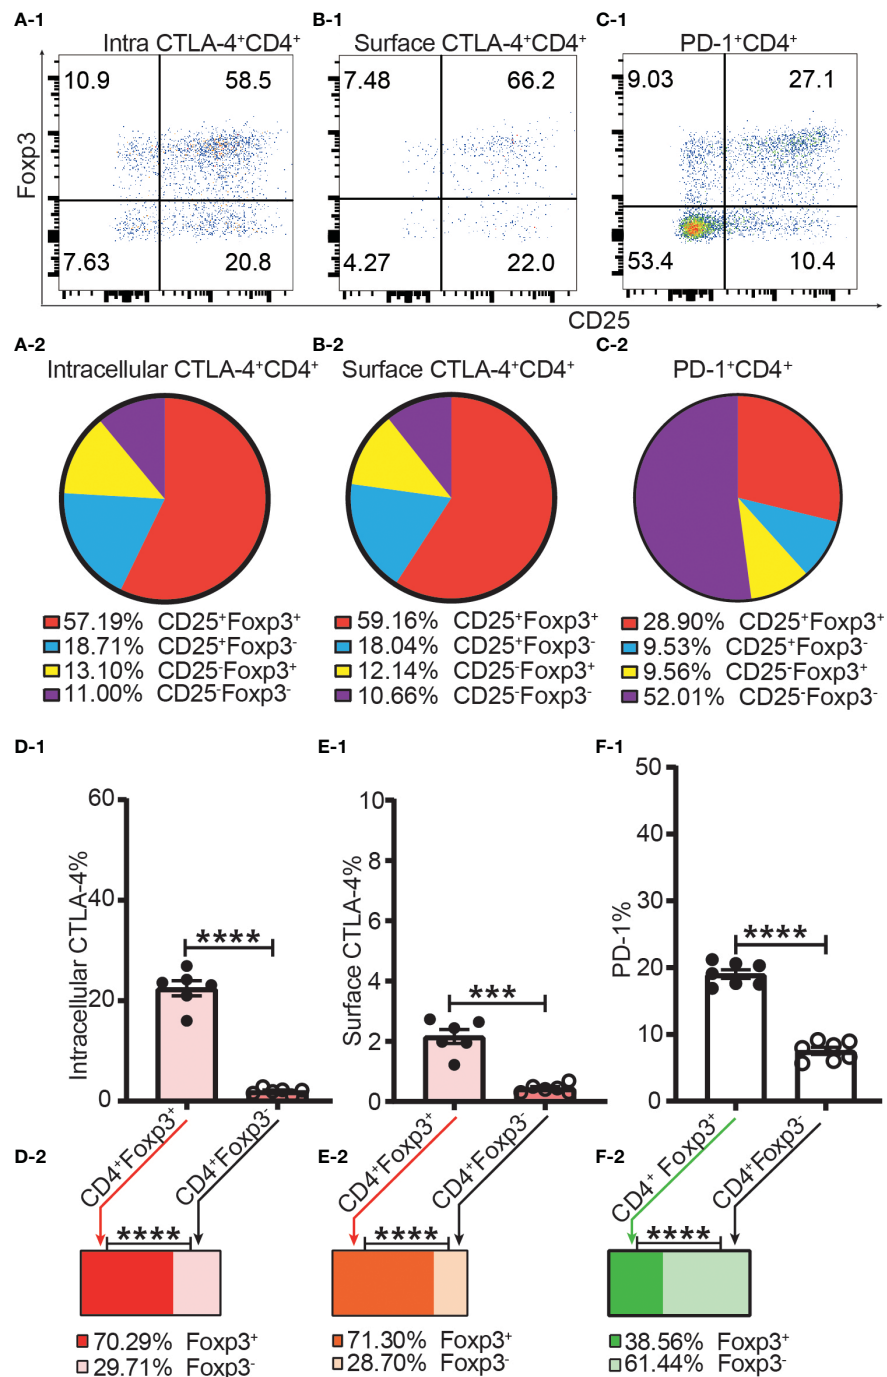 A-1 B-1 C-1
Intra CTLA-4⁺CD4⁺ Surface CTLA-4⁺CD4⁺ PD-1⁺CD4⁺
10.9 58.5 7.48 66.2 9.03 27.1
Foxp3
7.63 20.8 4.27 22.0 53.4 10.4
CD25
A-2 B-2 C-2
Intracellular CTLA-4⁺CD4⁺ Surface CTLA-4⁺CD4⁺ PD-1⁺CD4⁺
57.19% CD25⁺Foxp3⁺ 59.16% CD25⁺Foxp3⁺ 28.90% CD25⁺Foxp3⁺
18.71% CD25⁺Foxp3⁻ 18.04% CD25⁺Foxp3⁻ 9.53% CD25⁺Foxp3⁻
13.10% CD25⁻Foxp3⁺ 12.14% CD25⁻Foxp3⁺ 9.56% CD25⁻Foxp3⁺
11.00% CD25⁻Foxp3⁻ 10.66% CD25⁻Foxp3⁻ 52.01% CD25⁻Foxp3⁻
D-1 E-1 F-1
Intracellular CTLA-4%
60
40
20
0
****
Surface CTLA-4%
10
8
6
4
2
0
***
PD-1%
50
40
30
20
10
0
****
CD4⁺Foxp3⁺ CD4⁺Foxp3⁻ CD4⁺Foxp3⁺ CD4⁺Foxp3⁻ CD4⁺ Foxp3⁺ CD4⁺Foxp3⁻
D-2 E-2 F-2
**** **** ****
70.29% Foxp3⁺ 71.30% Foxp3⁺ 38.56% Foxp3⁺
29.71% Foxp3⁻ 28.70% Foxp3⁻ 61.44% Foxp3⁻